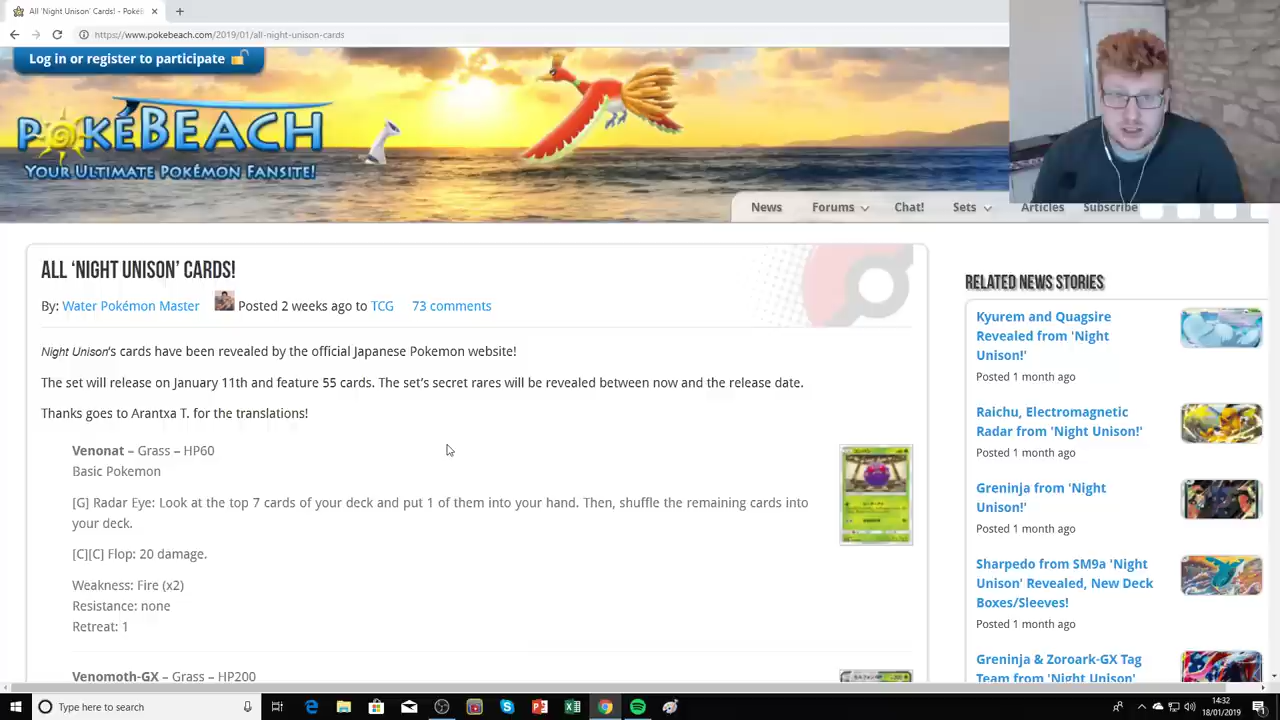 All 'Night Unison' Cards! - Poké
https://www.pokebeach.com/2019/01/all-night-unison-cards
Log in or register to participate
POKÉBEACH
YOUR ULTIMATE POKÉMON FANSITE!
News Forums Chat! Sets Articles Subscribe
ALL 'NIGHT UNISON' CARDS!
By: Water Pokémon Master Posted 2 weeks ago to TCG 73 comments
Night Unison's cards have been revealed by the official Japanese Pokemon website!
The set will release on January 11th and feature 55 cards. The set's secret rares will be revealed between now and the release date.
Thanks goes to Arantxa T. for the translations!
Venonat – Grass – HP60
Basic Pokemon
[G] Radar Eye: Look at the top 7 cards of your deck and put 1 of them into your hand. Then, shuffle the remaining cards into
your deck.
[C][C] Flop: 20 damage.
Weakness: Fire (x2)
Resistance: none
Retreat: 1
Venomoth-GX – Grass – HP200
RELATED NEWS STORIES
Kyurem and Quagsire
Revealed from 'Night
Unison!'
Posted 1 month ago
Raichu, Electromagnetic
Radar from 'Night Unison!'
Posted 1 month ago
Greninja from 'Night
Unison!'
Posted 1 month ago
Sharpedo from SM9a 'Night
Unison' Revealed, New Deck
Boxes/Sleeves!
Posted 1 month ago
Greninja & Zoroark-GX Tag
Team from 'Night Unison'
Type here to search
14:32
18/01/2019